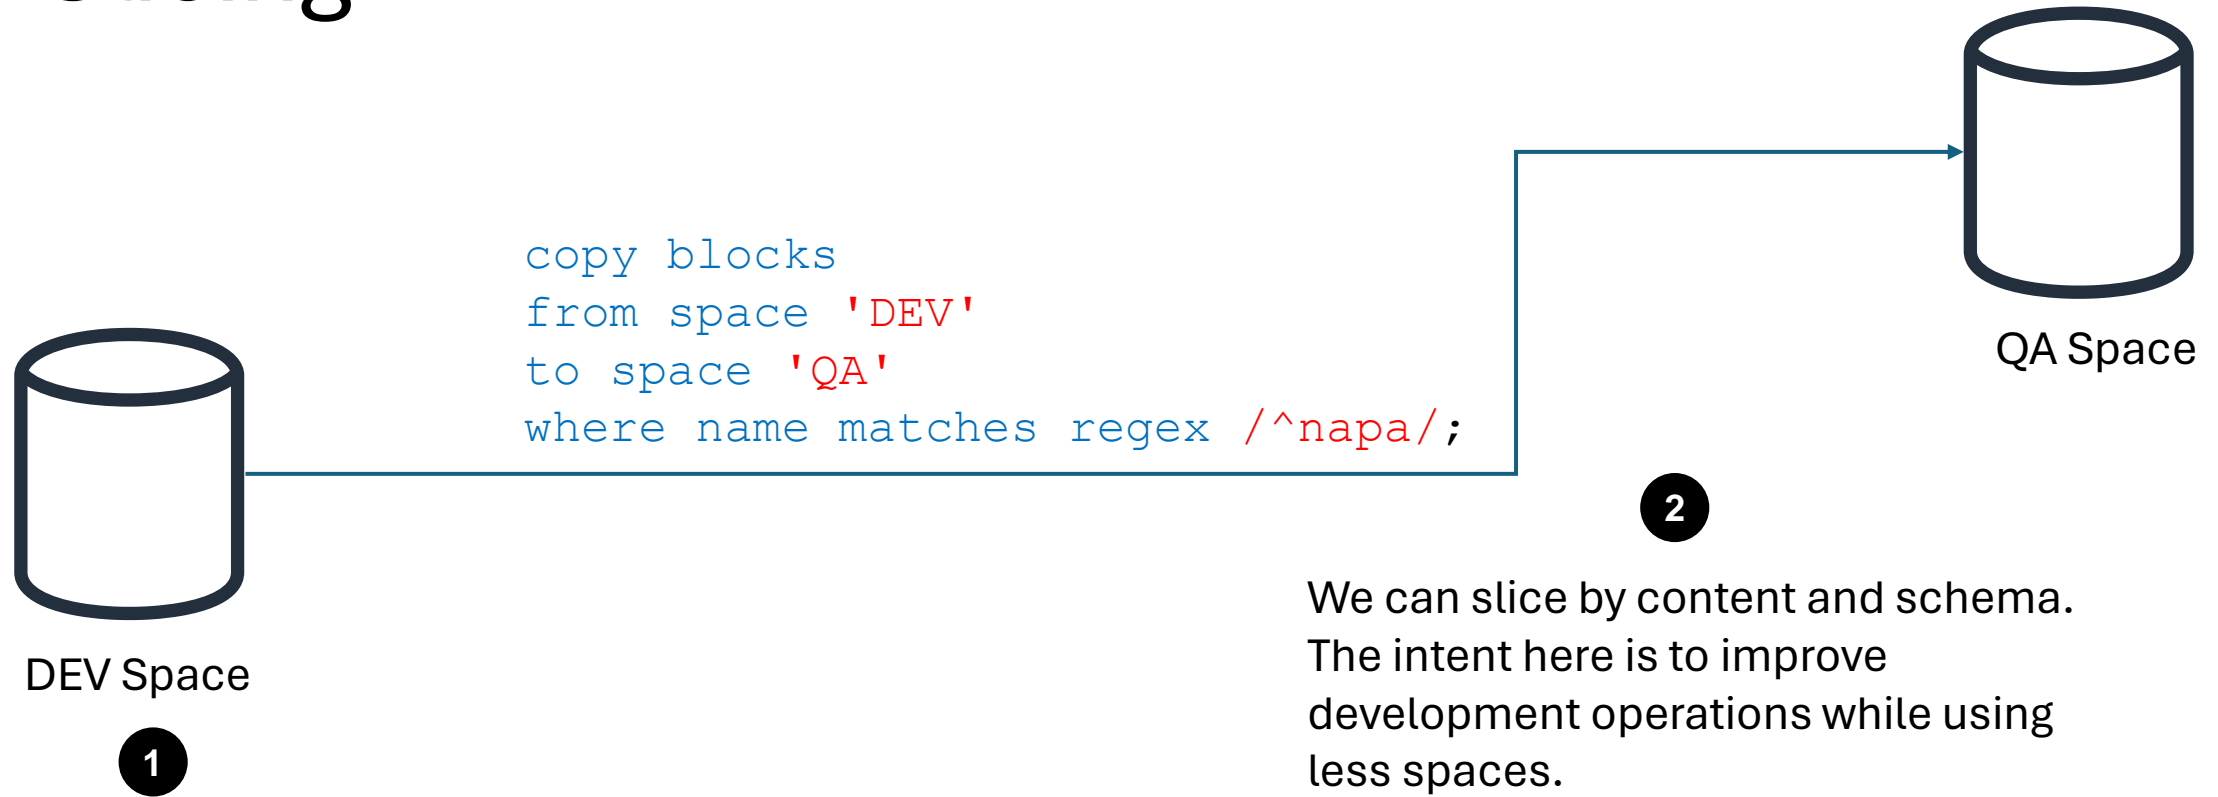 copy blocks
from space 'DEV'
to space 'QA'
where name matches regex /^napa/;
QA Space
DEV Space
1
2
We can slice by content and schema.
The intent here is to improve
development operations while using
less spaces.